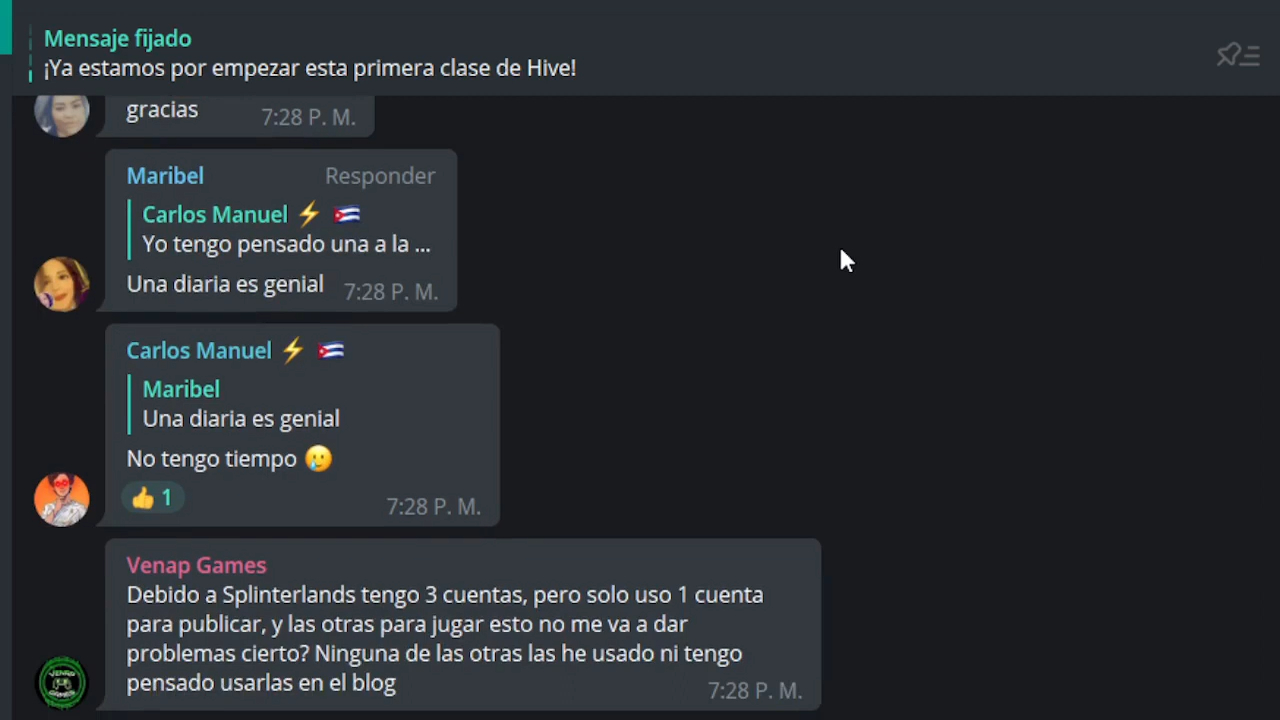 Mensaje fijado
¡Ya estamos por empezar esta primera clase de Hive!
gracias 7:28 P. M.
Maribel Responder
Carlos Manuel ⚡ 🇨🇺
Yo tengo pensado una a la ...
Una diaria es genial 7:28 P. M.
Carlos Manuel ⚡ 🇨🇺
Maribel
Una diaria es genial
No tengo tiempo 🥲
👍 1 7:28 P. M.
Venap Games
Debido a Splinterlands tengo 3 cuentas, pero solo uso 1 cuenta
para publicar, y las otras para jugar esto no me va a dar
problemas cierto? Ninguna de las otras las he usado ni tengo
pensado usarlas en el blog 7:28 P. M.
VENAP
GAMES